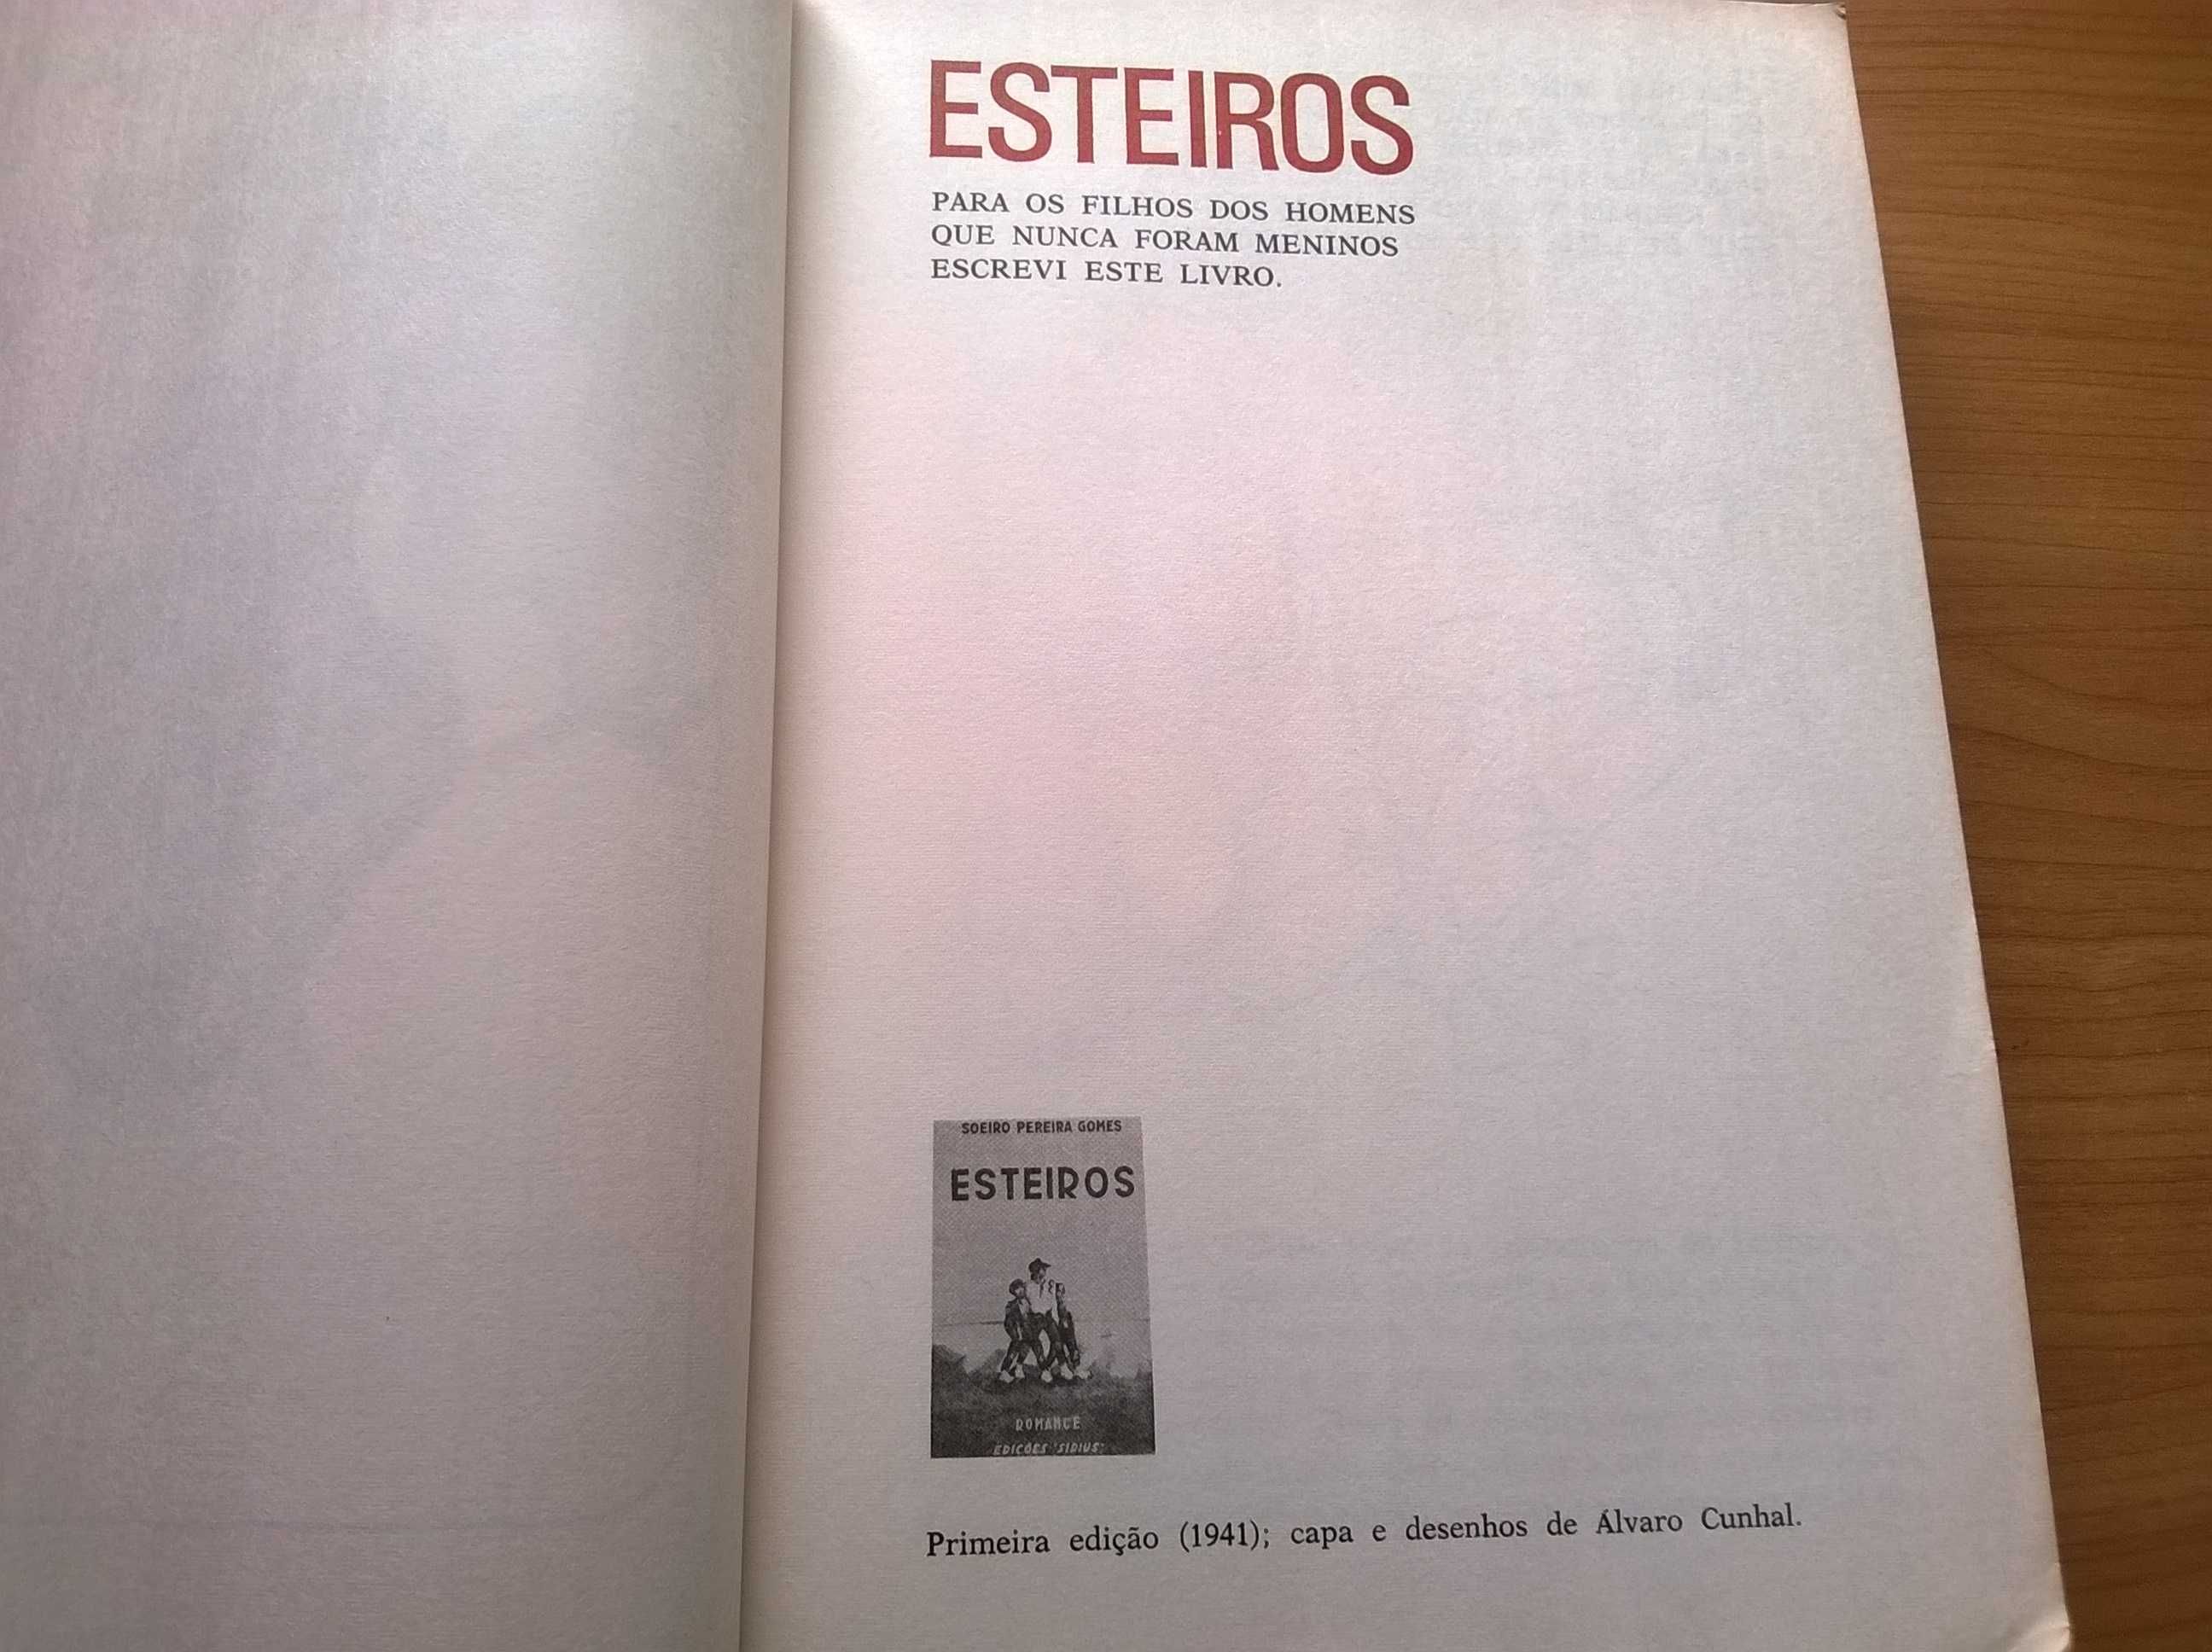 ESTEIROS
PARA OS FILHOS DOS HOMENS
QUE NUNCA FORAM MENINOS
ESCREVI ESTE LIVRO.
SOEIRO PEREIRA GOMES
ESTEIROS
ROMANCE
EDIÇÕES "SIRIUS"
Primeira edição (1941); capa e desenhos de Álvaro Cunhal.